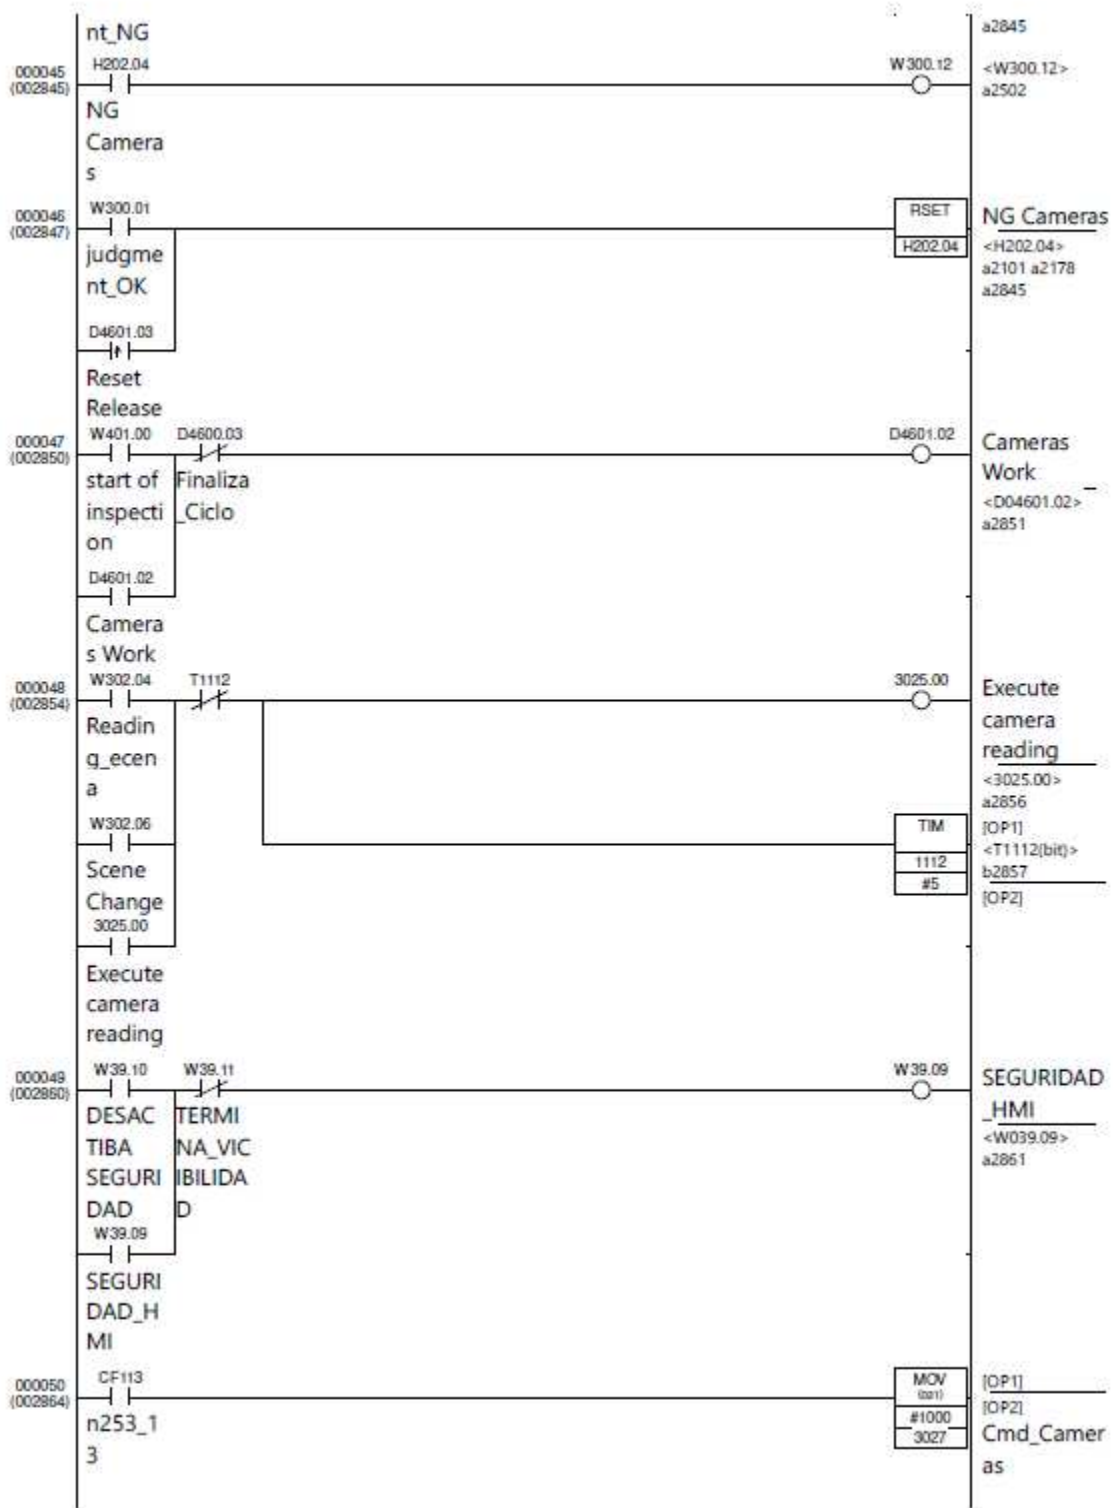 nt_NG
a2845
000045
(002845)
H202.04
W300.12
<W300.12>
a2502
NG
Camera
s
000046
(002847)
W300.01
RSET
H202.04
NG Cameras
<H202.04>
a2101 a2178
a2845
judgme
nt_OK
D4601.03
Reset
Release
000047
(002850)
W401.00
D4600.03
D4601.02
Cameras
Work
<D04601.02>
a2851
start of
inspecti
on
Finaliza
_Ciclo
D4601.02
Camera
s Work
000048
(002854)
W302.04
T1112
3025.00
Execute
camera
reading
<3025.00>
a2856
Readin
g_ecen
a
W302.06
TIM
1112
#5
[OP1]
<T1112(bit)>
b2857
[OP2]
Scene
Change
3025.00
Execute
camera
reading
000049
(002860)
W39.10
W39.11
W39.09
SEGURIDAD
_HMI
<W039.09>
a2861
DESAC
TIBA
SEGURI
DAD
TERMI
NA_VIC
IBILIDA
D
W39.09
SEGURI
DAD_H
MI
000050
(002864)
CF113
MOV
(021)
#1000
3027
[OP1]
[OP2]
Cmd_Camer
as
n253_1
3